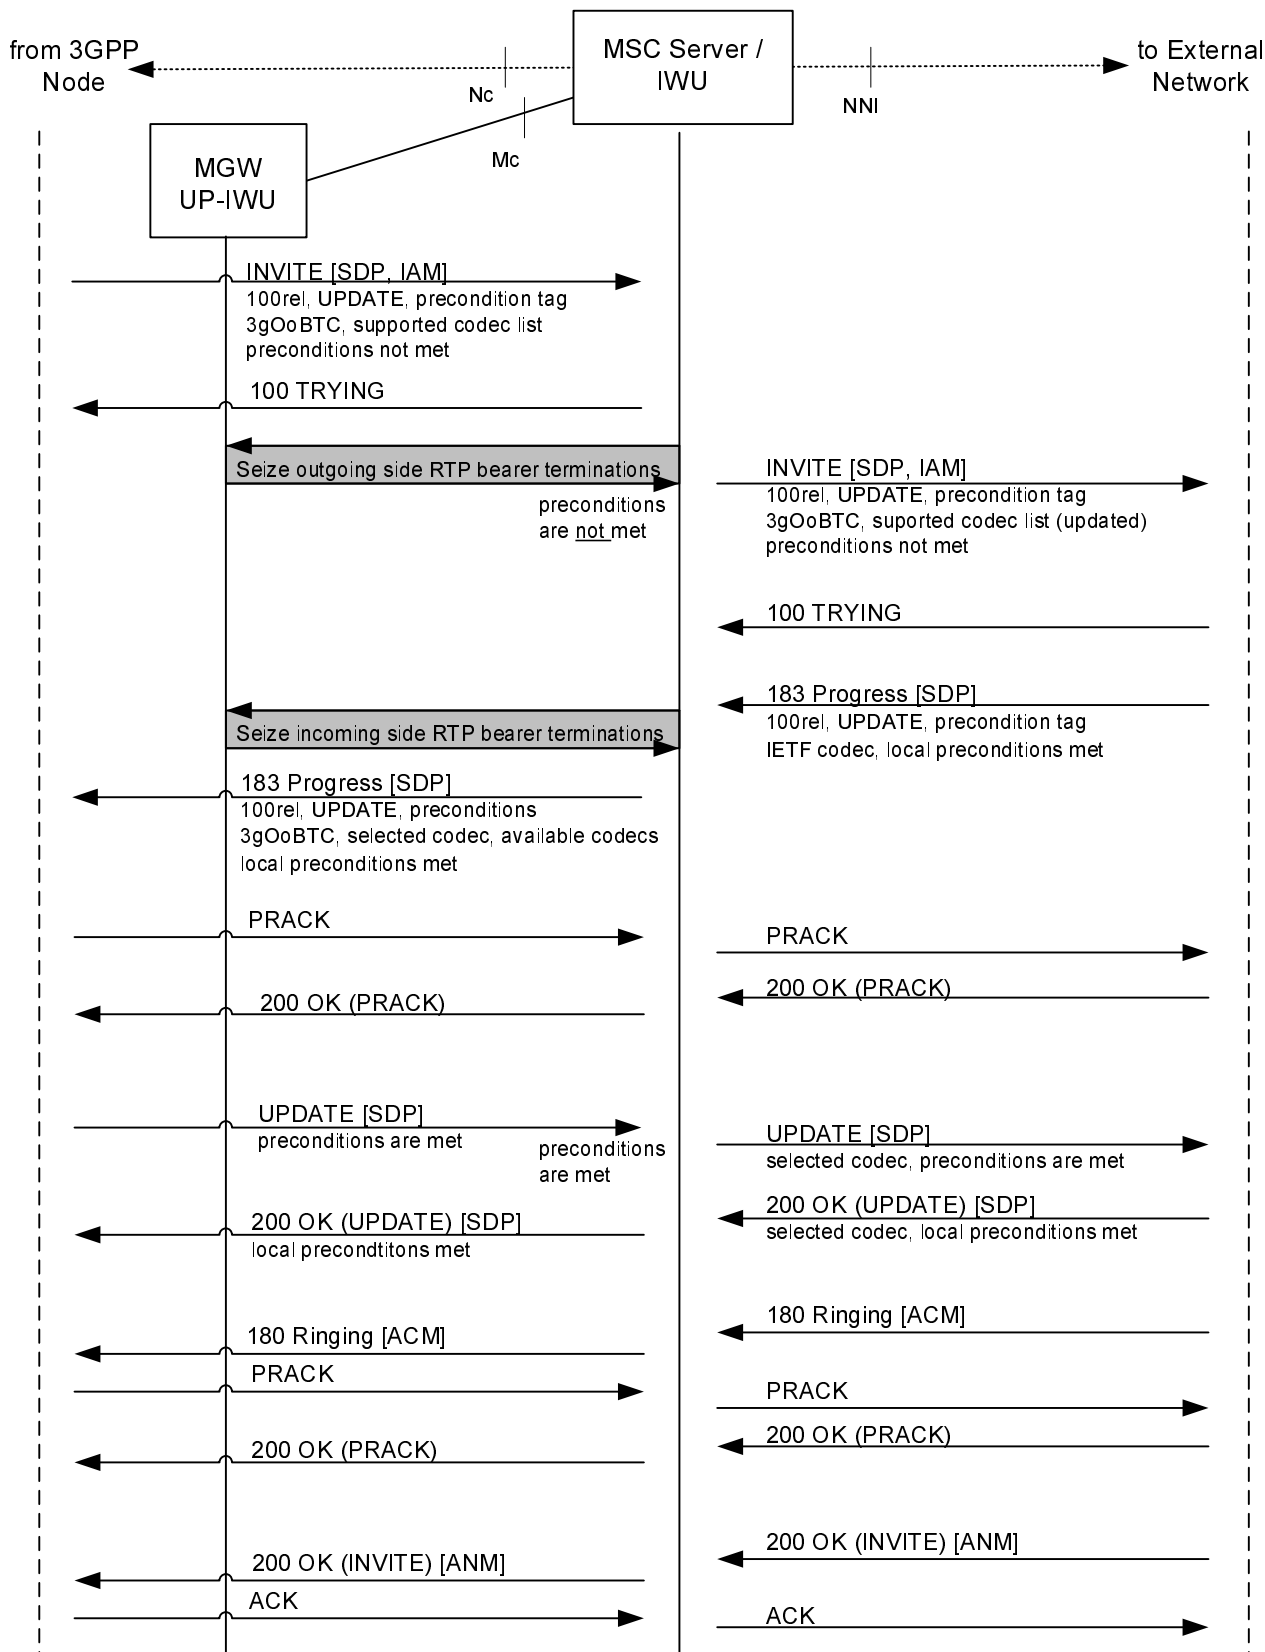 from 3GPP
Node
MSC Server /
IWU
to External
Network
Nc
NNI
Mc
MGW
UP-IWU
INVITE [SDP, IAM]
100rel, UPDATE, precondition tag
3gOoBTC, supported codec list
preconditions not met
100 TRYING
Seize outgoing side RTP bearer terminations
preconditions
are not met
INVITE [SDP, IAM]
100rel, UPDATE, precondition tag
3gOoBTC, suported codec list (updated)
preconditions not met
100 TRYING
183 Progress [SDP]
100rel, UPDATE, precondition tag
IETF codec, local preconditions met
Seize incoming side RTP bearer terminations
183 Progress [SDP]
100rel, UPDATE, preconditions
3gOoBTC, selected codec, available codecs
local preconditions met
PRACK
PRACK
200 OK (PRACK)
200 OK (PRACK)
UPDATE [SDP]
preconditions are met
preconditions
are met
UPDATE [SDP]
selected codec, preconditions are met
200 OK (UPDATE) [SDP]
selected codec, local preconditions met
200 OK (UPDATE) [SDP]
local precondtitons met
180 Ringing [ACM]
180 Ringing [ACM]
PRACK
PRACK
200 OK (PRACK)
200 OK (PRACK)
200 OK (INVITE) [ANM]
200 OK (INVITE) [ANM]
ACK
ACK